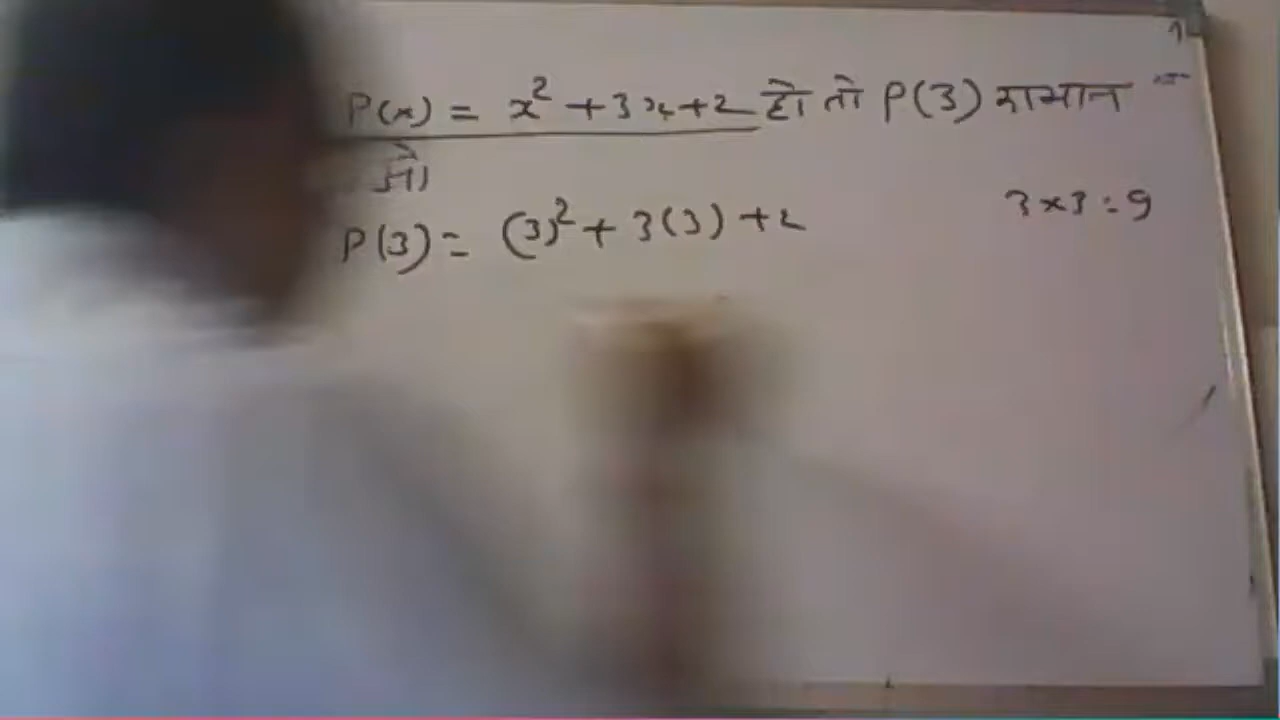 P(x) = x² + 3x + 2 हो तो P(3) का मान
P(3) = (3)² + 3(3) + 2
3 × 3 = 9